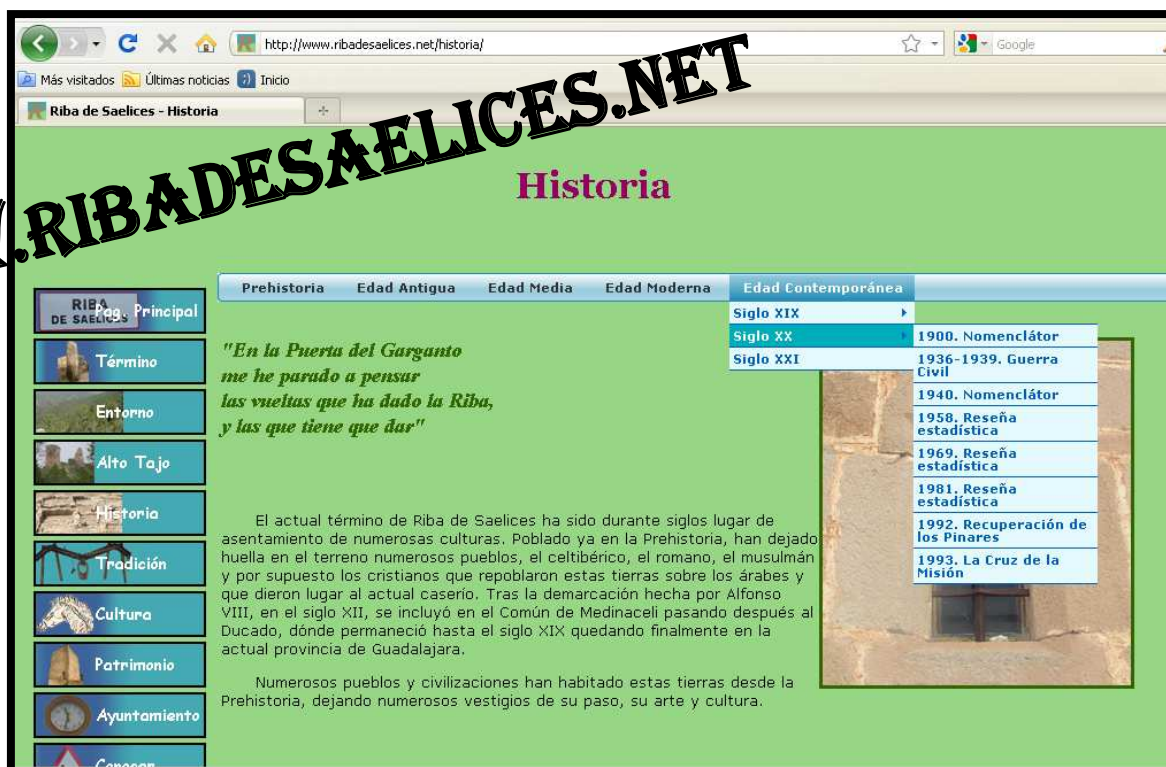 http://www.ribadesaelices.net/historia/
Google
Más visitados Últimas noticias Inicio
Riba de Saelices - Historia
.RIBADESAELICES.NET
Historia
Prehistoria Edad Antigua Edad Media Edad Moderna Edad Contemporánea
Siglo XIX
Siglo XX
Siglo XXI
1900. Nomenclátor
1936-1939. Guerra
Civil
1940. Nomenclátor
1958. Reseña
estadística
1969. Reseña
estadística
1981. Reseña
estadística
1992. Recuperación de
los Pinares
1993. La Cruz de la
Misión
RIBA
DE SAELICES
Pag. Principal
Término
Entorno
Alto Tajo
Historia
Tradición
Cultura
Patrimonio
Ayuntamiento
Conocer
"En la Puerta del Garganto
me he parado a pensar
las vueltas que ha dado la Riba,
y las que tiene que dar"
El actual término de Riba de Saelices ha sido durante siglos lugar de
asentamiento de numerosas culturas. Poblado ya en la Prehistoria, han dejado
huella en el terreno numerosos pueblos, el celtibérico, el romano, el musulmán
y por supuesto los cristianos que repoblaron estas tierras sobre los árabes y
que dieron lugar al actual caserío. Tras la demarcación hecha por Alfonso
VIII, en el siglo XII, se incluyó en el Común de Medinaceli pasando después al
Ducado, dónde permaneció hasta el siglo XIX quedando finalmente en la
actual provincia de Guadalajara.
Numerosos pueblos y civilizaciones han habitado estas tierras desde la
Prehistoria, dejando numerosos vestigios de su paso, su arte y cultura.